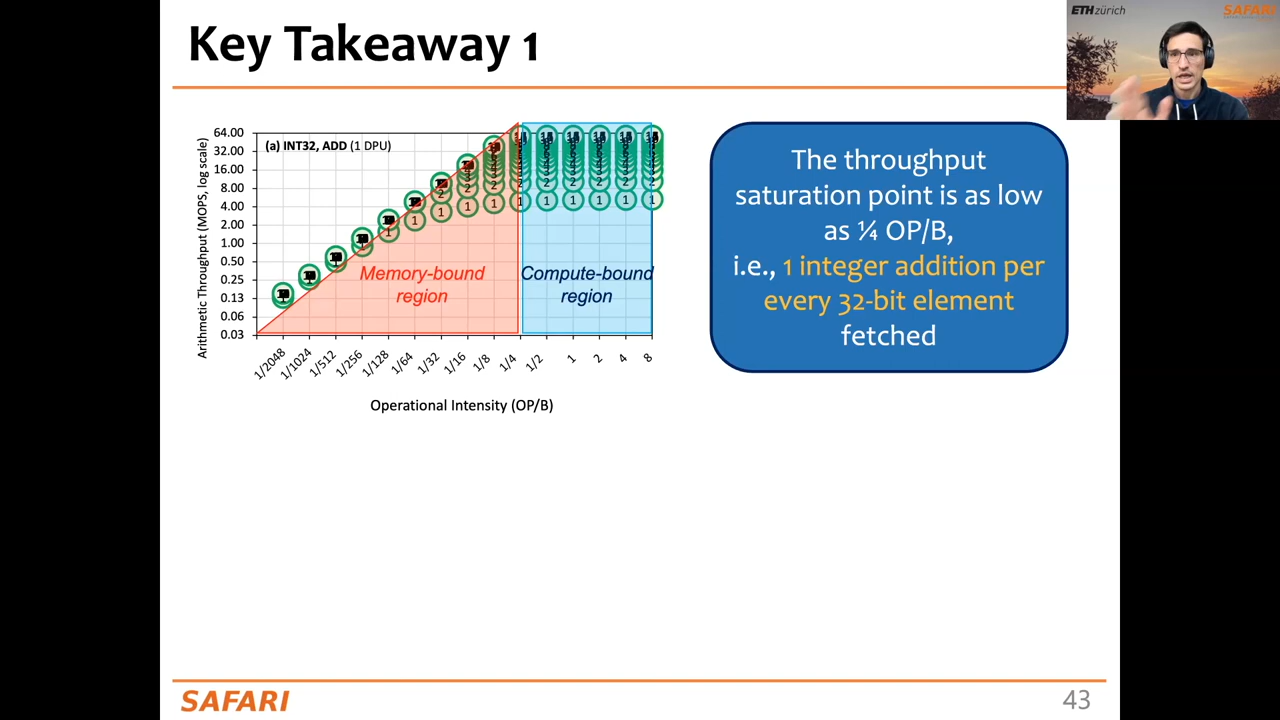 Key Takeaway 1
ETH zürich
SAFARI
Arithmetic Throughput (MOPS, log scale)
64.00
32.00
16.00
8.00
4.00
2.00
1.00
0.50
0.25
0.13
0.06
0.03
(a) INT32, ADD (1 DPU)
Memory-bound
region
Compute-bound
region
1/2048
1/1024
1/512
1/256
1/128
1/64
1/32
1/16
1/8
1/4
1/2
1
2
4
8
Operational Intensity (OP/B)
The throughput
saturation point is as low
as ¼ OP/B,
i.e., 1 integer addition per
every 32-bit element
fetched
SAFARI
43